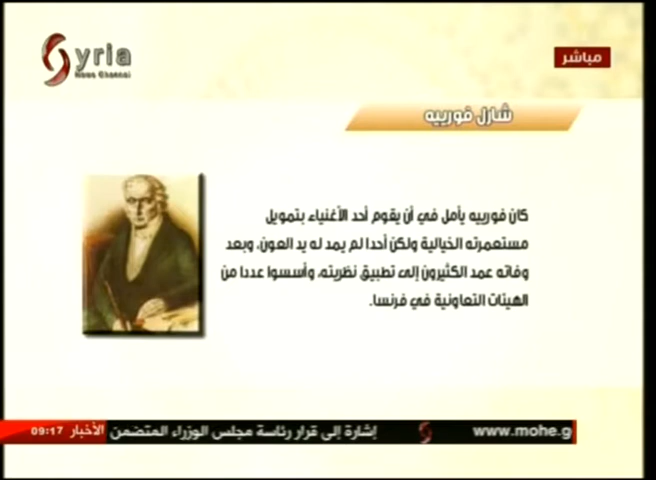 Syria
News Channel
مباشر
شارل فورييه
كان فورييه يأمل في أن يقوم أحد الأغنياء بتمويل
مستعمرته الخيالية ولكن أحدا لم يمد له يد العون، وبعد
وفاته عمد الكثيرون إلى تطبيق نظريته، وأسسوا عددا من
الهيئات التعاونية في فرنسا.
www.mohe.g إشارة إلى قرار رئاسة مجلس الوزراء المتضمن الأخبار 09:17